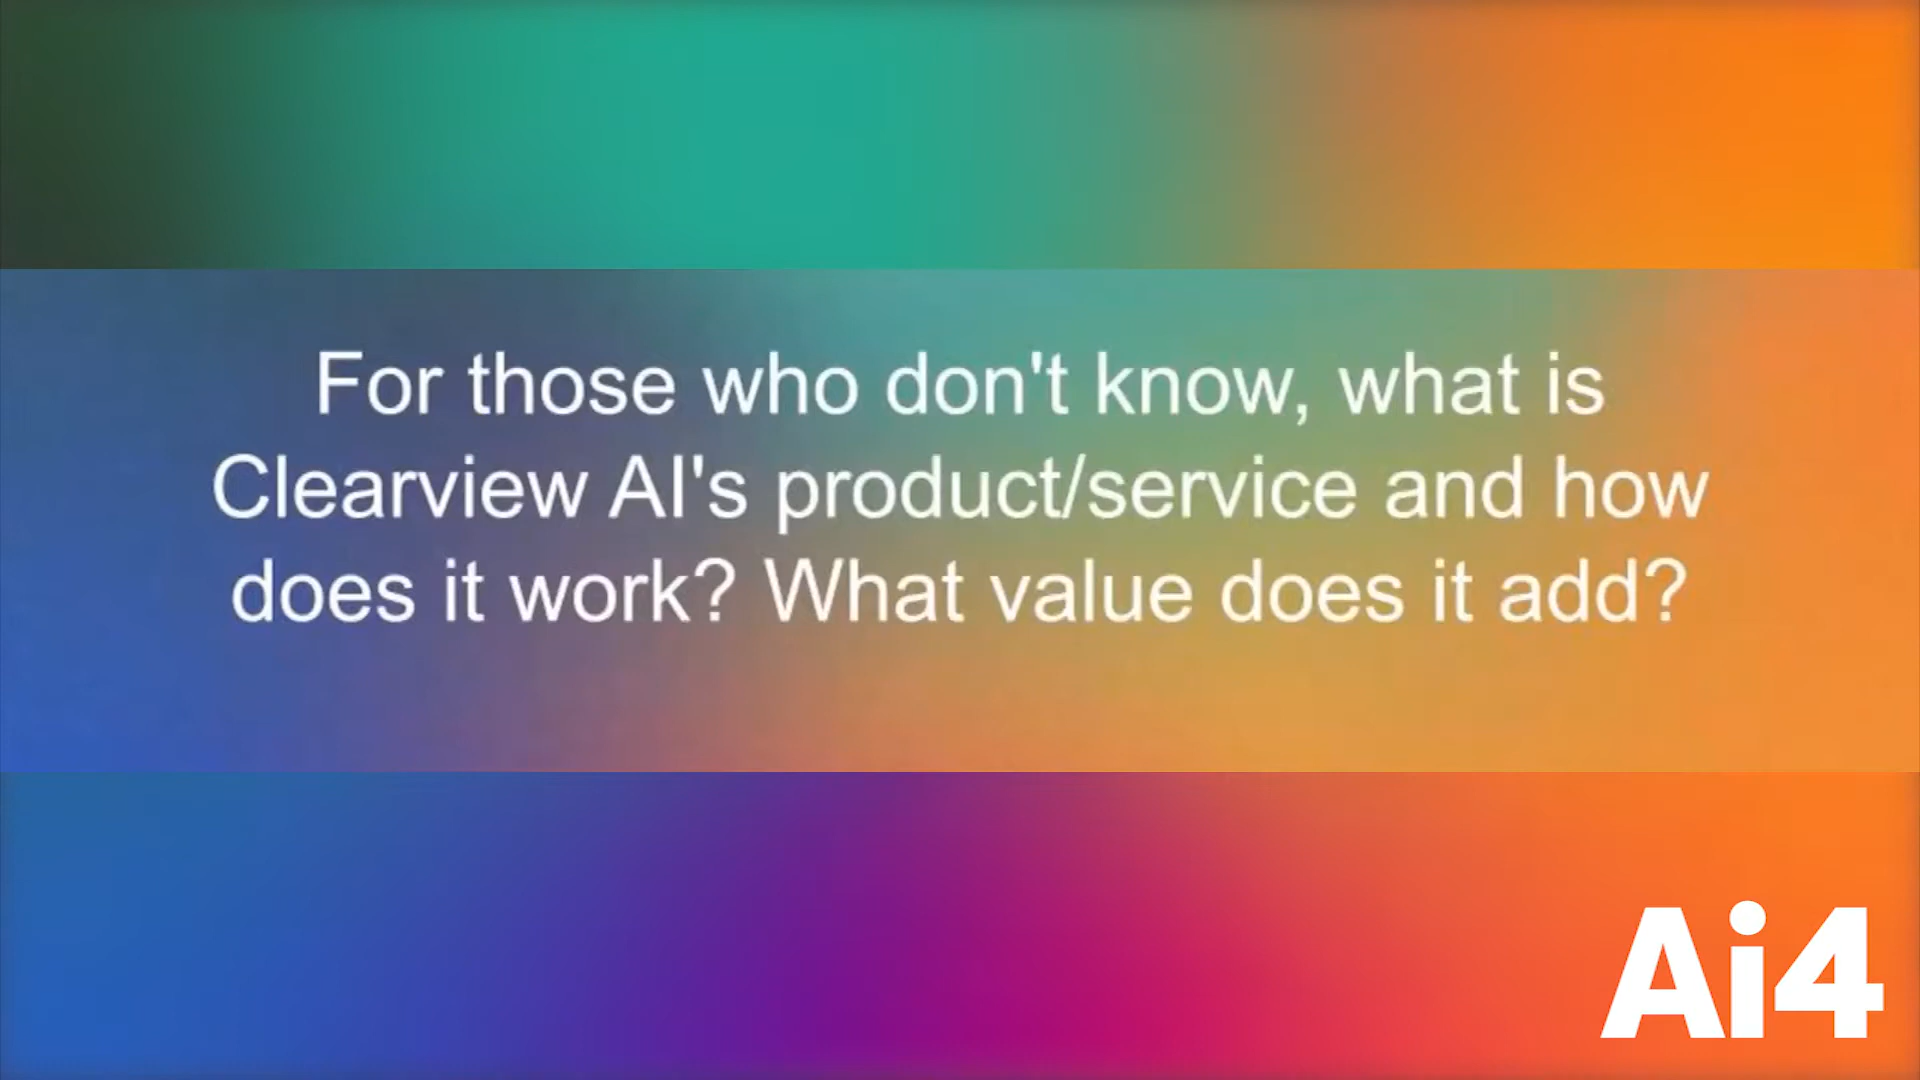 For those who don't know, what is
Clearview AI's product/service and how
does it work? What value does it add?
Ai4